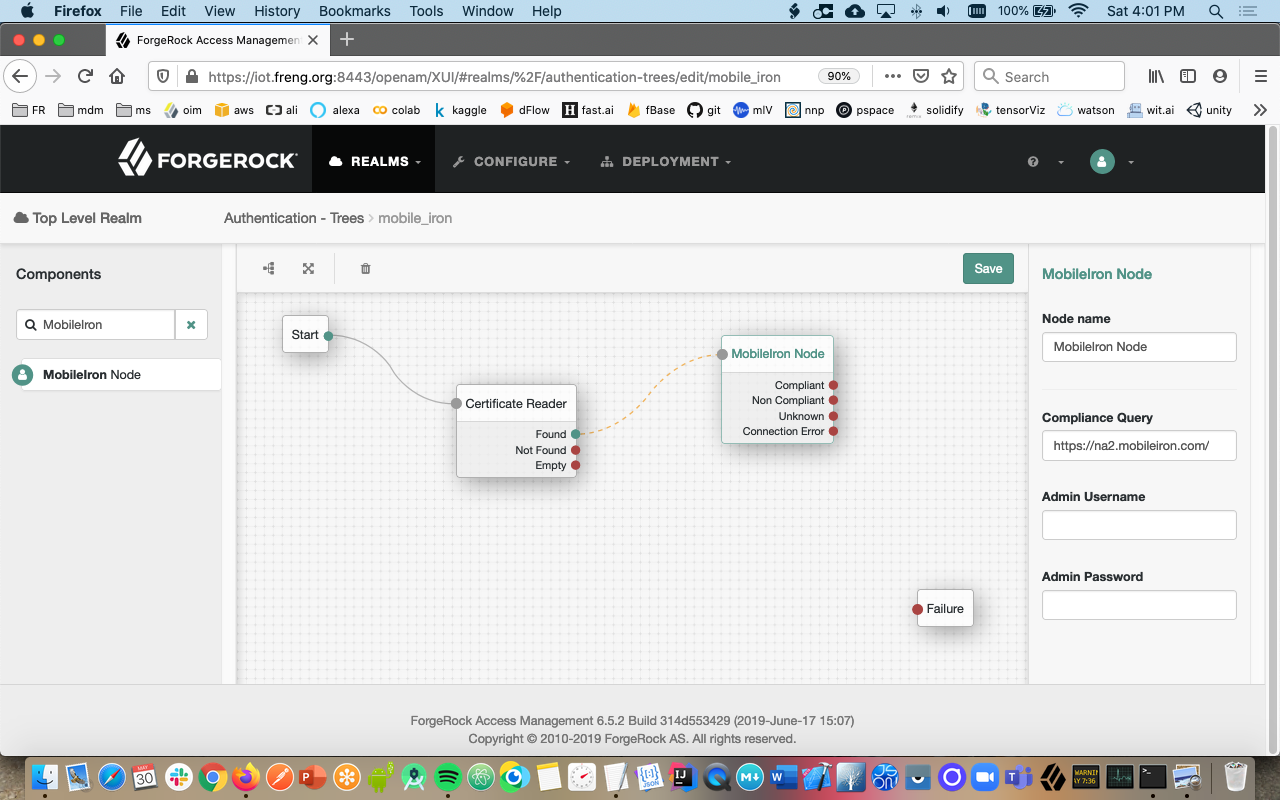 Firefox File Edit View History Bookmarks Tools Window Help 100% Sat 4:01 PM
ForgeRock Access Management
https://iot.freng.org:8443/openam/XUI/#realms/%2F/authentication-trees/edit/mobile_iron 90% Search
FR mdm ms oim aws ali alexa colab kaggle dFlow fast.ai fBase git mlV nnp pspace solidify tensorViz watson wit.ai unity
FORGEROCK REALMS CONFIGURE DEPLOYMENT
Top Level Realm Authentication - Trees mobile_iron
Components
MobileIron
MobileIron Node
Save
Start
Certificate Reader
Found
Not Found
Empty
MobileIron Node
Compliant
Non Compliant
Unknown
Connection Error
Failure
MobileIron Node
Node name
MobileIron Node
Compliance Query
https://na2.mobileiron.com/
Admin Username
Admin Password
ForgeRock Access Management 6.5.2 Build 314d553429 (2019-June-17 15:07)
Copyright © 2010-2019 ForgeRock AS. All rights reserved.
MAY
30